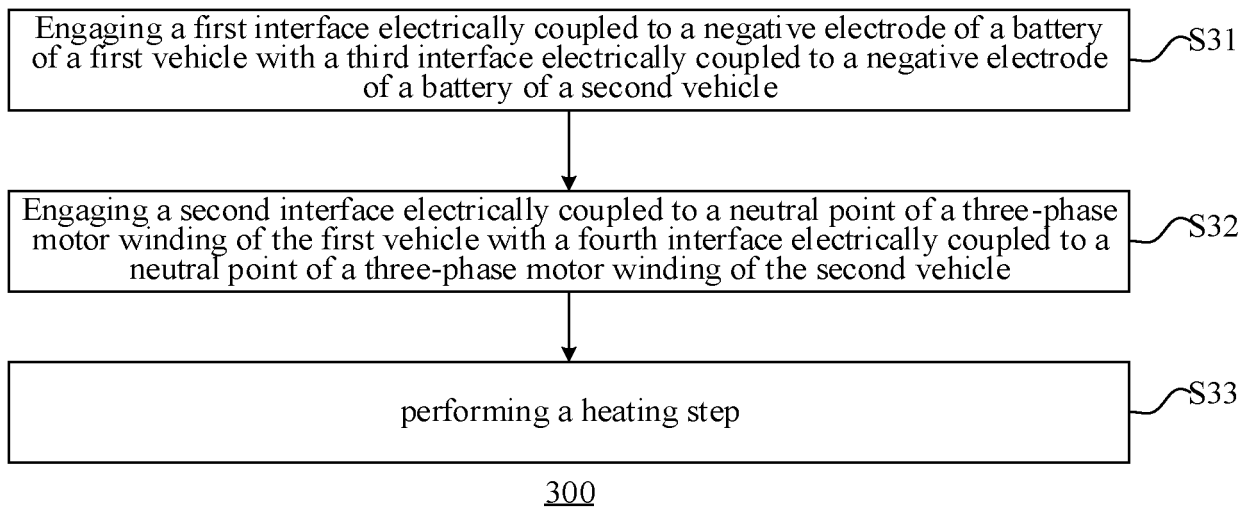 Engaging a first interface electrically coupled to a negative electrode of a battery
of a first vehicle with a third interface electrically coupled to a negative electrode
of a battery of a second vehicle
S31
Engaging a second interface electrically coupled to a neutral point of a three-phase
motor winding of the first vehicle with a fourth interface electrically coupled to a
neutral point of a three-phase motor winding of the second vehicle
S32
performing a heating step
S33
300